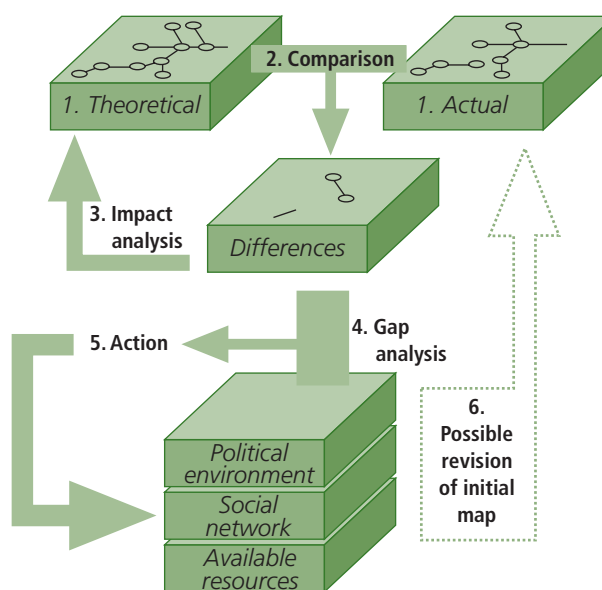 2. Comparison
1. Theoretical
1. Actual
3. Impact
analysis
Differences
4. Gap
analysis
5. Action
6.
Possible
revision
of initial
map
Political
environment
Social
network
Available
resources